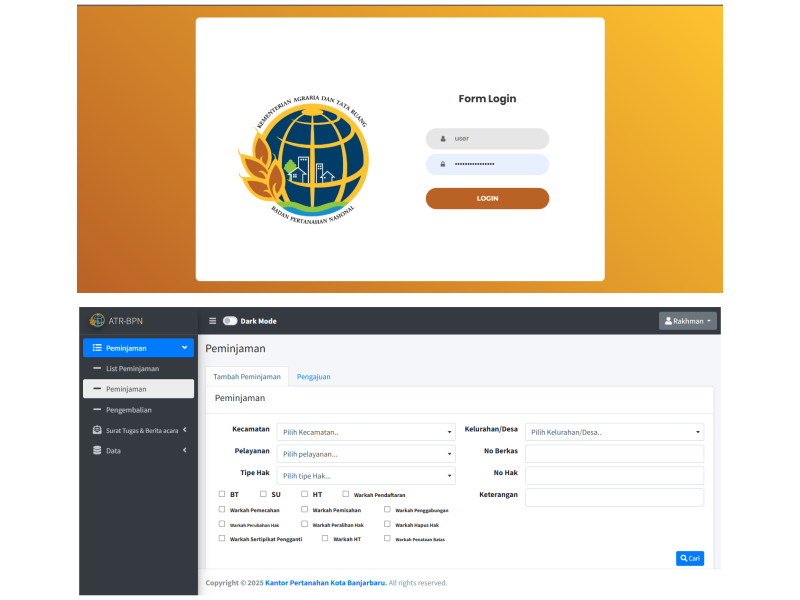 KEMENTERIAN AGRARIA DAN TATA RUANG
BADAN PERTANAHAN NASIONAL
Form Login
user
••••••••••••••••
LOGIN
ATR-BPN
Dark Mode
Rakhman
Peminjaman
List Peminjaman
Peminjaman
Pengembalian
Surat Tugas & Berita acara
Data
Peminjaman
Tambah Peminjaman Pengajuan
Peminjaman
Kecamatan Pilih Kecamatan.. Kelurahan/Desa Pilih Kelurahan/Desa..
Pelayanan Pilih pelayanan... No Berkas
Tipe Hak Pilih tipe Hak... No Hak
BT SU HT Warkah Pendaftaran Keterangan
Warkah Pemecahan Warkah Pemisahan Warkah Penggabungan
Warkah Perubahan Hak Warkah Peralihan Hak Warkah Hapus Hak
Warkah Sertipikat Pengganti Warkah HT Warkah Penataan Batas
Cari
Copyright © 2025 Kantor Pertanahan Kota Banjarbaru. All rights reserved.